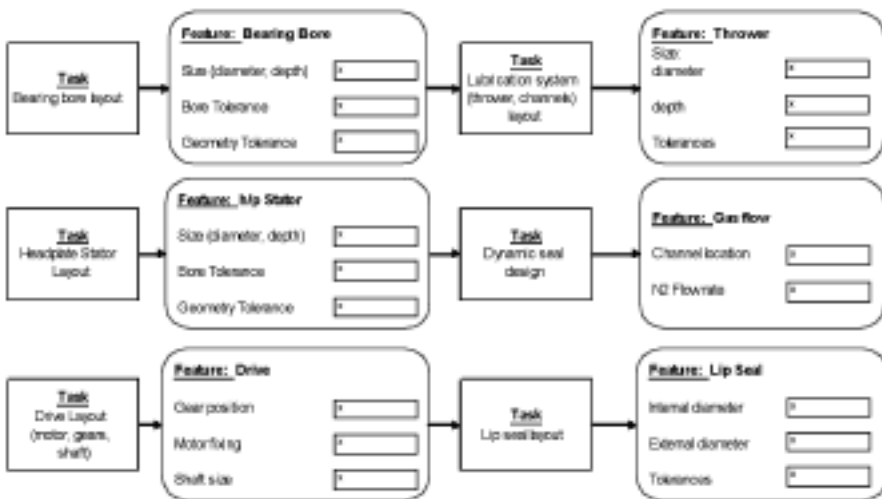 Task
Bearing bore layout
Feature: Bearing Bore
Size (diameter, depth)
x
Bore Tolerance
x
Geometry Tolerance
x
Task
Lubrication system
(thrower, channels)
layout
Feature: Thrower
Size:
diameter
x
depth
x
Tolerances
x
Task
Headplate Stator
Layout
Feature: h/p Stator
Size (diameter, depth)
x
Bore Tolerance
x
Geometry Tolerance
x
Task
Dynamic seal
design
Feature: Gas flow
Channel location
x
N2 Flowrate
x
Task
Drive Layout
(motor, gears,
shaft)
Feature: Drive
Gear position
x
Motor fixing
x
Shaft size
x
Task
Lip seal layout
Feature: Lip Seal
Internal diameter
x
External diameter
x
Tolerances
x